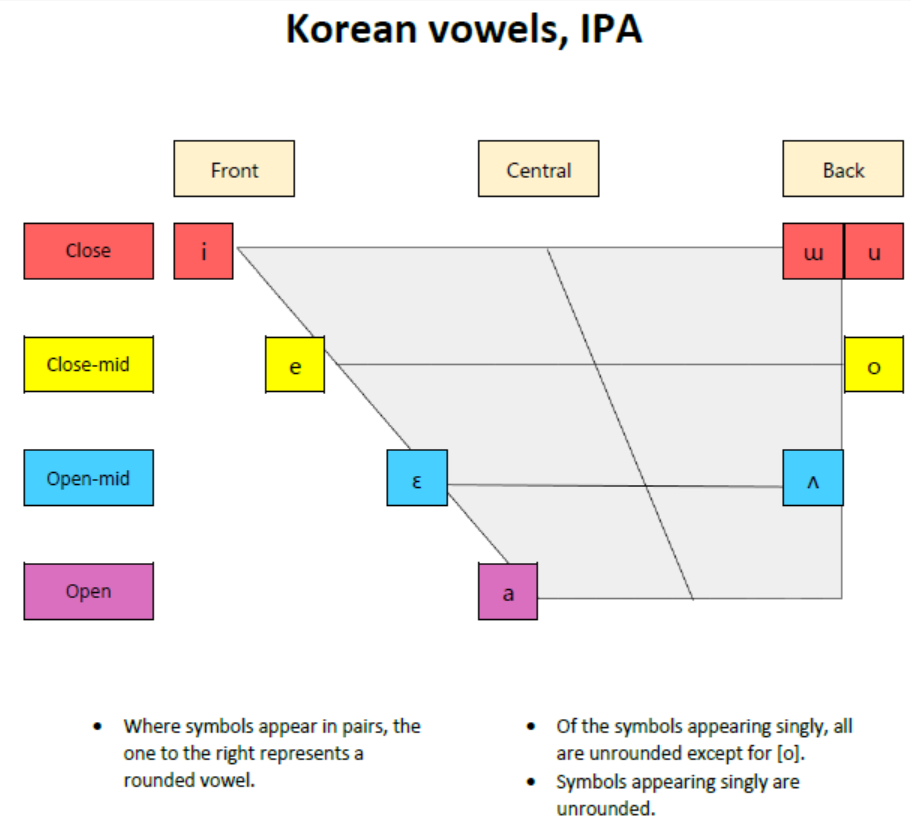 Korean vowels, IPA
Front Central Back
Close i ɯ u
Close-mid e o
Open-mid ɛ ʌ
Open a
• Where symbols appear in pairs, the
one to the right represents a
rounded vowel.
• Of the symbols appearing singly, all
are unrounded except for [o].
• Symbols appearing singly are
unrounded.